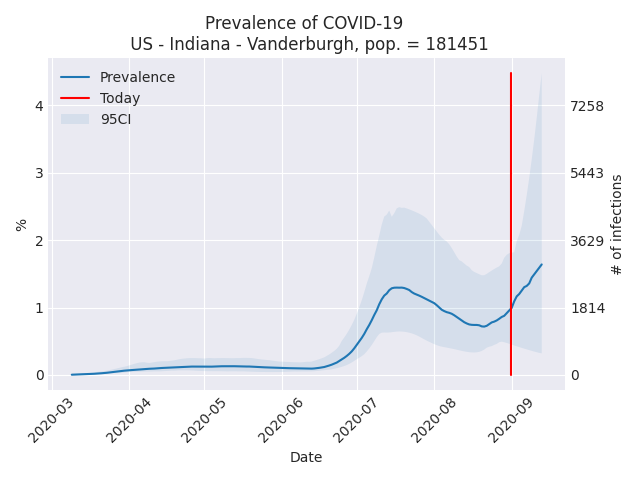 Prevalence of COVID-19
US - Indiana - Vanderburgh, pop. = 181451
Prevalence
Today
95CI
4
3
2
1
0
%
7258
5443
3629
1814
0
# of infections
2020-03
2020-04
2020-05
2020-06
2020-07
2020-08
2020-09
Date